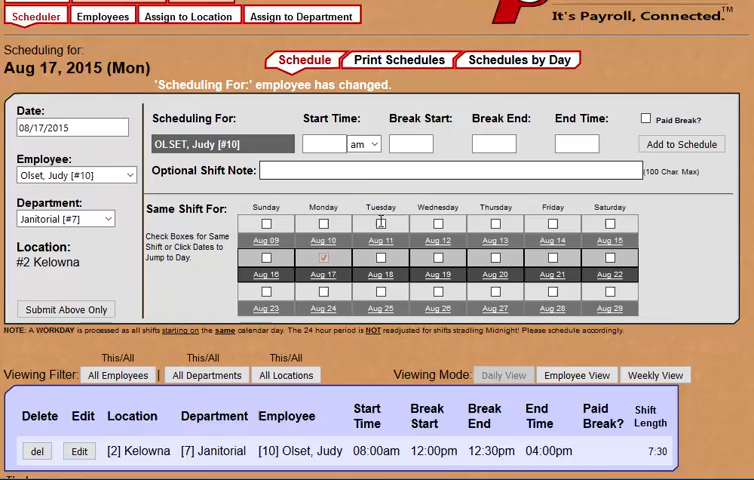 It's Payroll, Connected.™
Scheduler
Employees
Assign to Location
Assign to Department
Scheduling for:
Aug 17, 2015 (Mon)
Schedule
Print Schedules
Schedules by Day
'Scheduling For:' employee has changed.
Date:
08/17/2015
Employee:
Olset, Judy [#10]
Department:
Janitorial [#7]
Location:
#2 Kelowna
Submit Above Only
Scheduling For: Start Time: Break Start: Break End: End Time: Paid Break?
OLSET, Judy [#10] am Add to Schedule
Optional Shift Note: (100 Char. Max)
Same Shift For: Sunday Monday Tuesday Wednesday Thursday Friday Saturday
Check Boxes for Same
Shift or Click Dates to
Jump to Day.
Aug 09 Aug 10 Aug 11 Aug 12 Aug 13 Aug 14 Aug 15
Aug 16 Aug 17 Aug 18 Aug 19 Aug 20 Aug 21 Aug 22
Aug 23 Aug 24 Aug 25 Aug 26 Aug 27 Aug 28 Aug 29
NOTE: A WORKDAY is processed as all shifts starting on the same calendar day. The 24 hour period is NOT readjusted for shifts stradling Midnight! Please schedule accordingly.
This/All This/All This/All
Viewing Filter: All Employees | All Departments All Locations Viewing Mode: Daily View Employee View Weekly View
Delete Edit Location Department Employee Start Time Break Start Break End End Time Paid Break? Shift Length
del Edit [2] Kelowna [7] Janitorial [10] Olset, Judy 08:00am 12:00pm 12:30pm 04:00pm 7:30